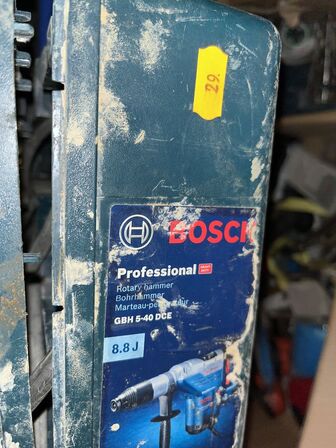 29.
BOSCH
Professional
Rotary hammer
Bohrhammer
GBH 5-40 DCE
8.8 J